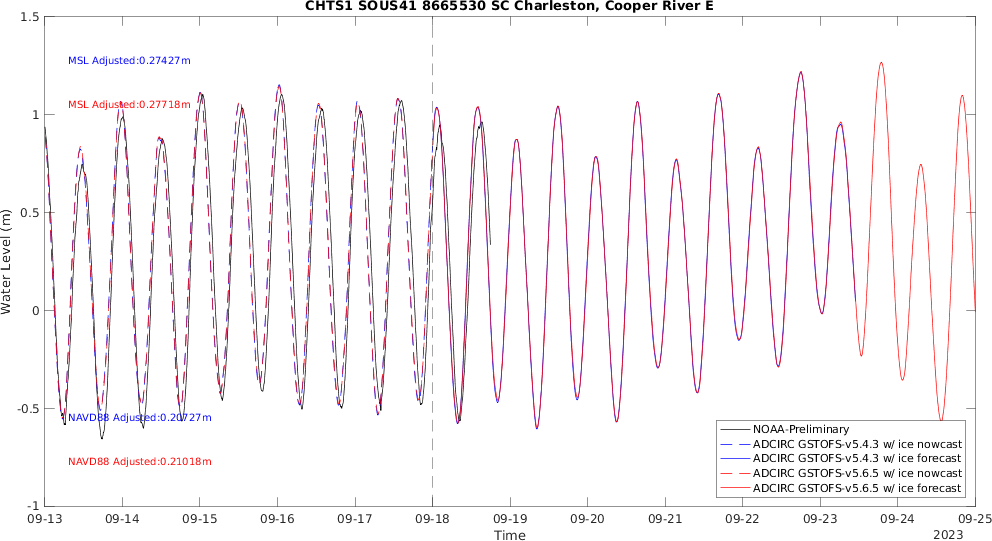 CHTS1 SOUS41 8665530 SC Charleston, Cooper River E
1.5
1
0.5
0
-0.5
-1
Water Level (m)
MSL Adjusted:0.27427m
MSL Adjusted:0.27718m
NAVD88 Adjusted:0.20727m
NAVD88 Adjusted:0.21018m
NOAA-Preliminary
ADCIRC GSTOFS-v5.4.3 w/ ice nowcast
ADCIRC GSTOFS-v5.4.3 w/ ice forecast
ADCIRC GSTOFS-v5.6.5 w/ ice nowcast
ADCIRC GSTOFS-v5.6.5 w/ ice forecast
09-13 09-14 09-15 09-16 09-17 09-18 09-19 09-20 09-21 09-22 09-23 09-24 09-25
Time
2023